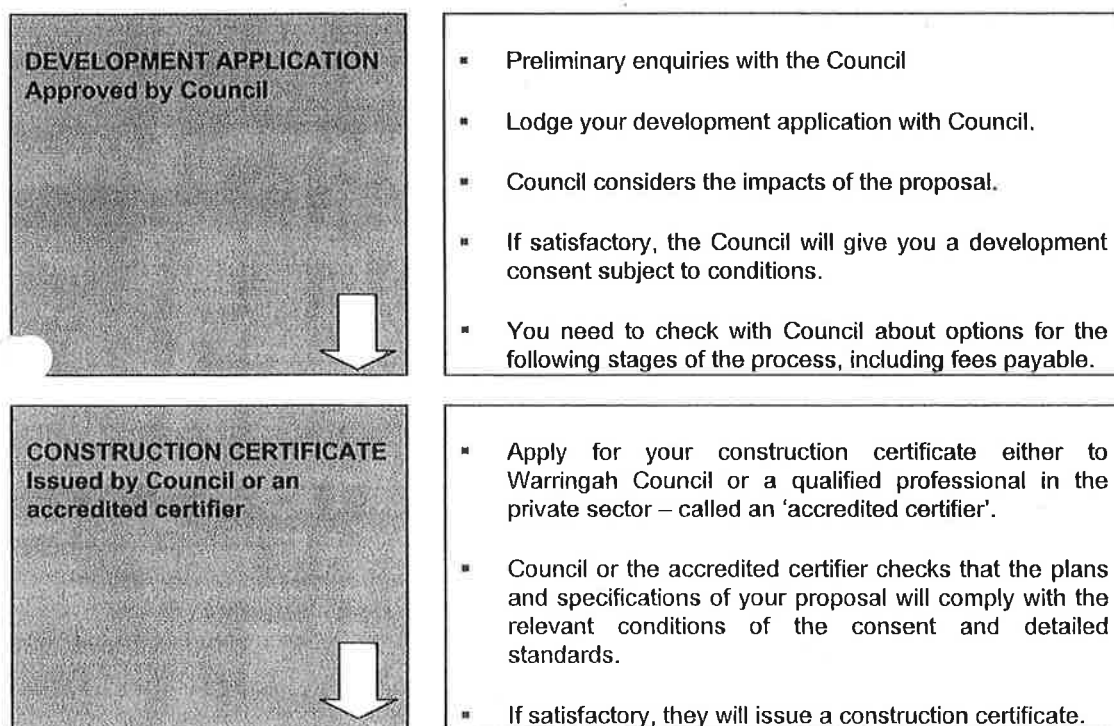 DEVELOPMENT APPLICATION
Approved by Council
▪ Preliminary enquiries with the Council
▪ Lodge your development application with Council.
▪ Council considers the impacts of the proposal.
▪ If satisfactory, the Council will give you a development
consent subject to conditions.
▪ You need to check with Council about options for the
following stages of the process, including fees payable.
CONSTRUCTION CERTIFICATE
Issued by Council or an
accredited certifier
▪ Apply for your construction certificate either to
Warringah Council or a qualified professional in the
private sector – called an ‘accredited certifier’.
▪ Council or the accredited certifier checks that the plans
and specifications of your proposal will comply with the
relevant conditions of the consent and detailed
standards.
▪ If satisfactory, they will issue a construction certificate.